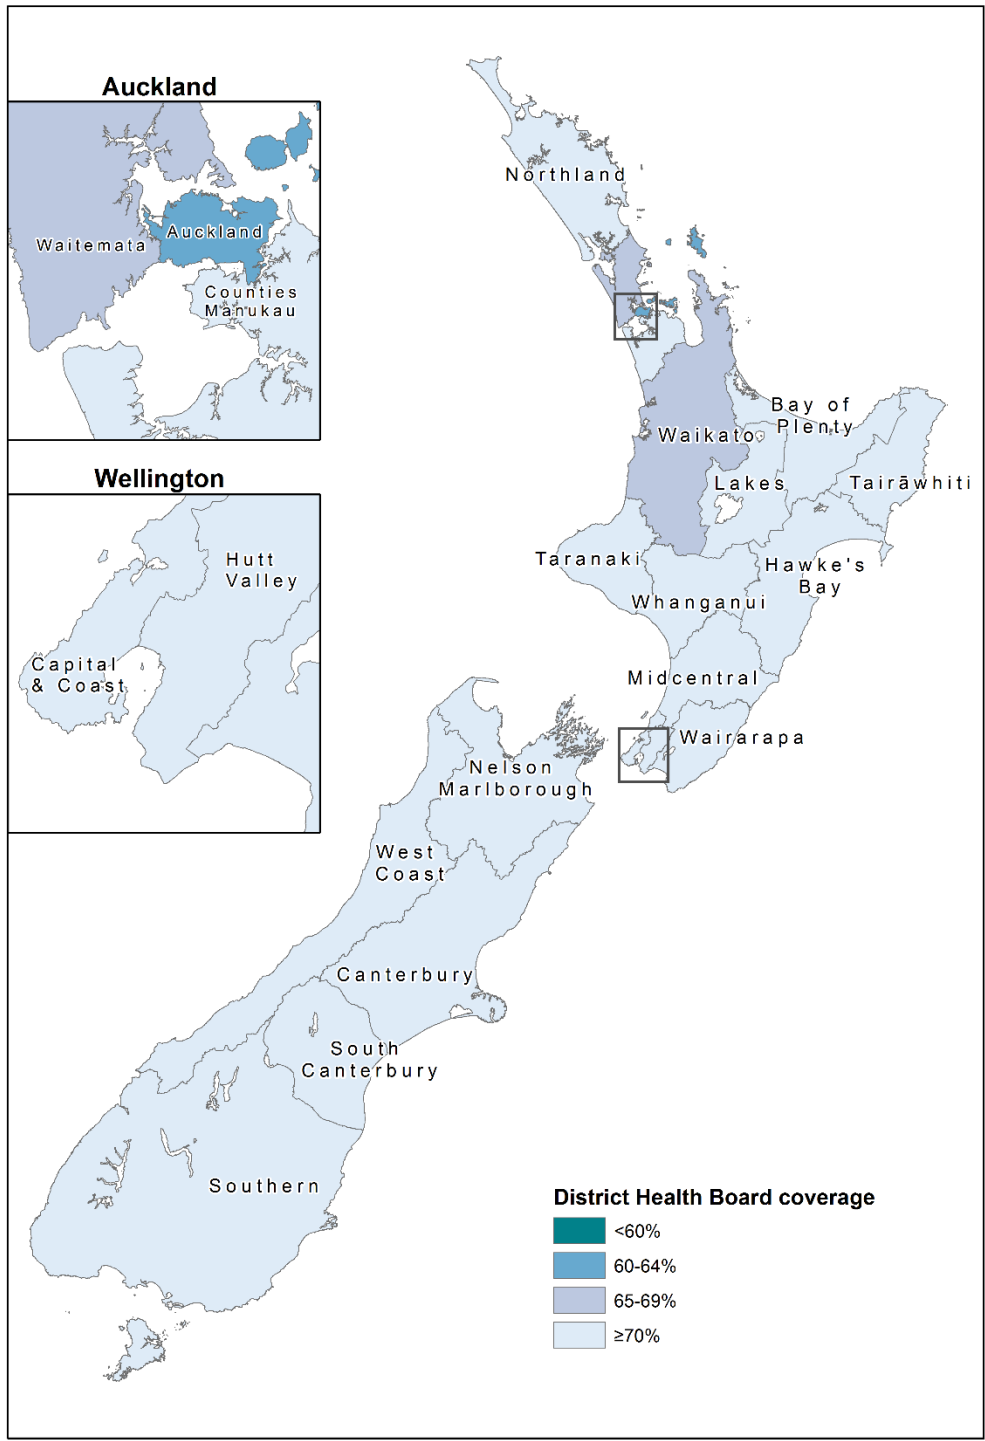 Auckland
Waitemata
Auckland
Counties
Manukau
Wellington
Hutt
Valley
Capital
& Coast
Northland
Bay of
Plenty
Waikato
Lakes
Tairāwhiti
Taranaki
Hawke's
Bay
Whanganui
Midcentral
Wairarapa
Nelson
Marlborough
West
Coast
Canterbury
South
Canterbury
Southern
District Health Board coverage
<60%
60-64%
65-69%
≥70%